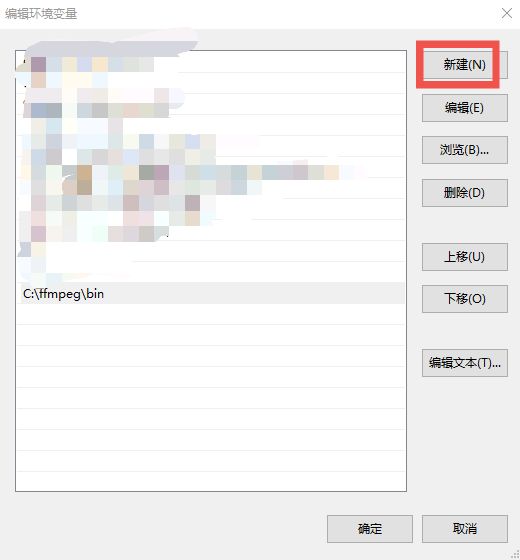 编辑环境变量
新建(N)
编辑(E)
浏览(B)...
删除(D)
上移(U)
C:\ffmpeg\bin
下移(O)
编辑文本(T)...
确定
取消